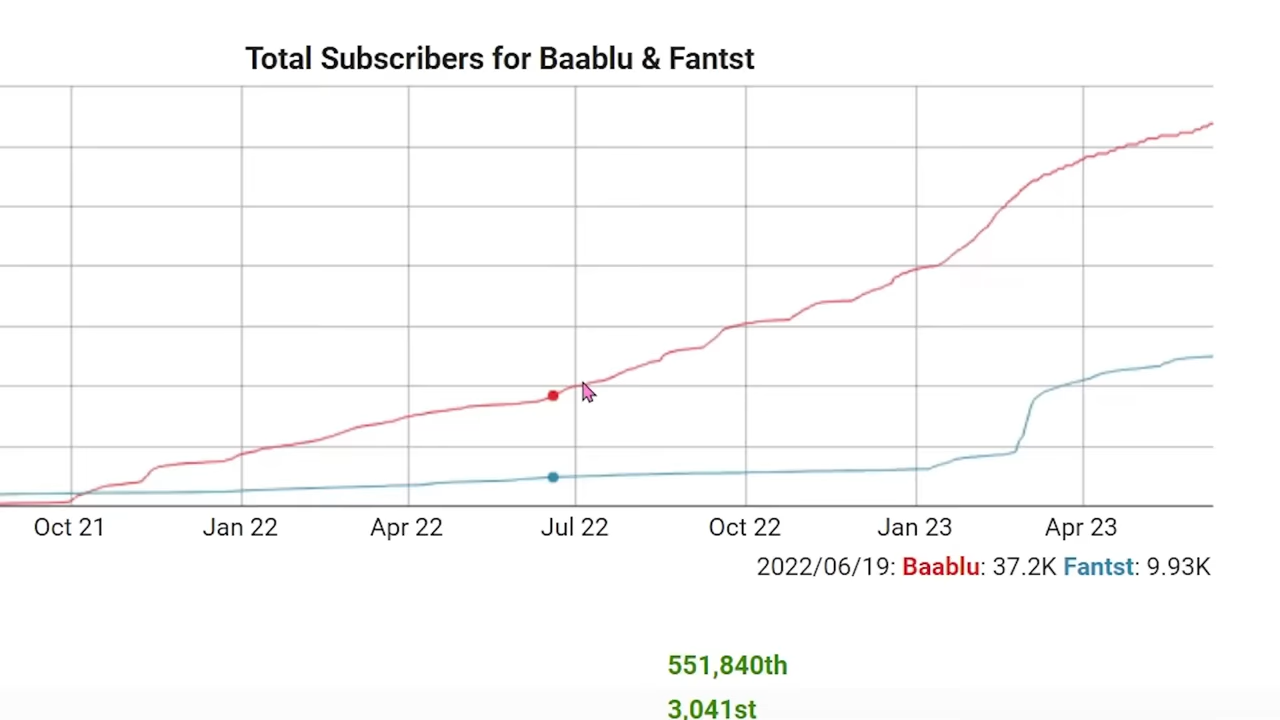 Total Subscribers for Baablu & Fantst
Oct 21 Jan 22 Apr 22 Jul 22 Oct 22 Jan 23 Apr 23
2022/06/19: Baablu: 37.2K Fantst: 9.93K
551,840th
3,041st